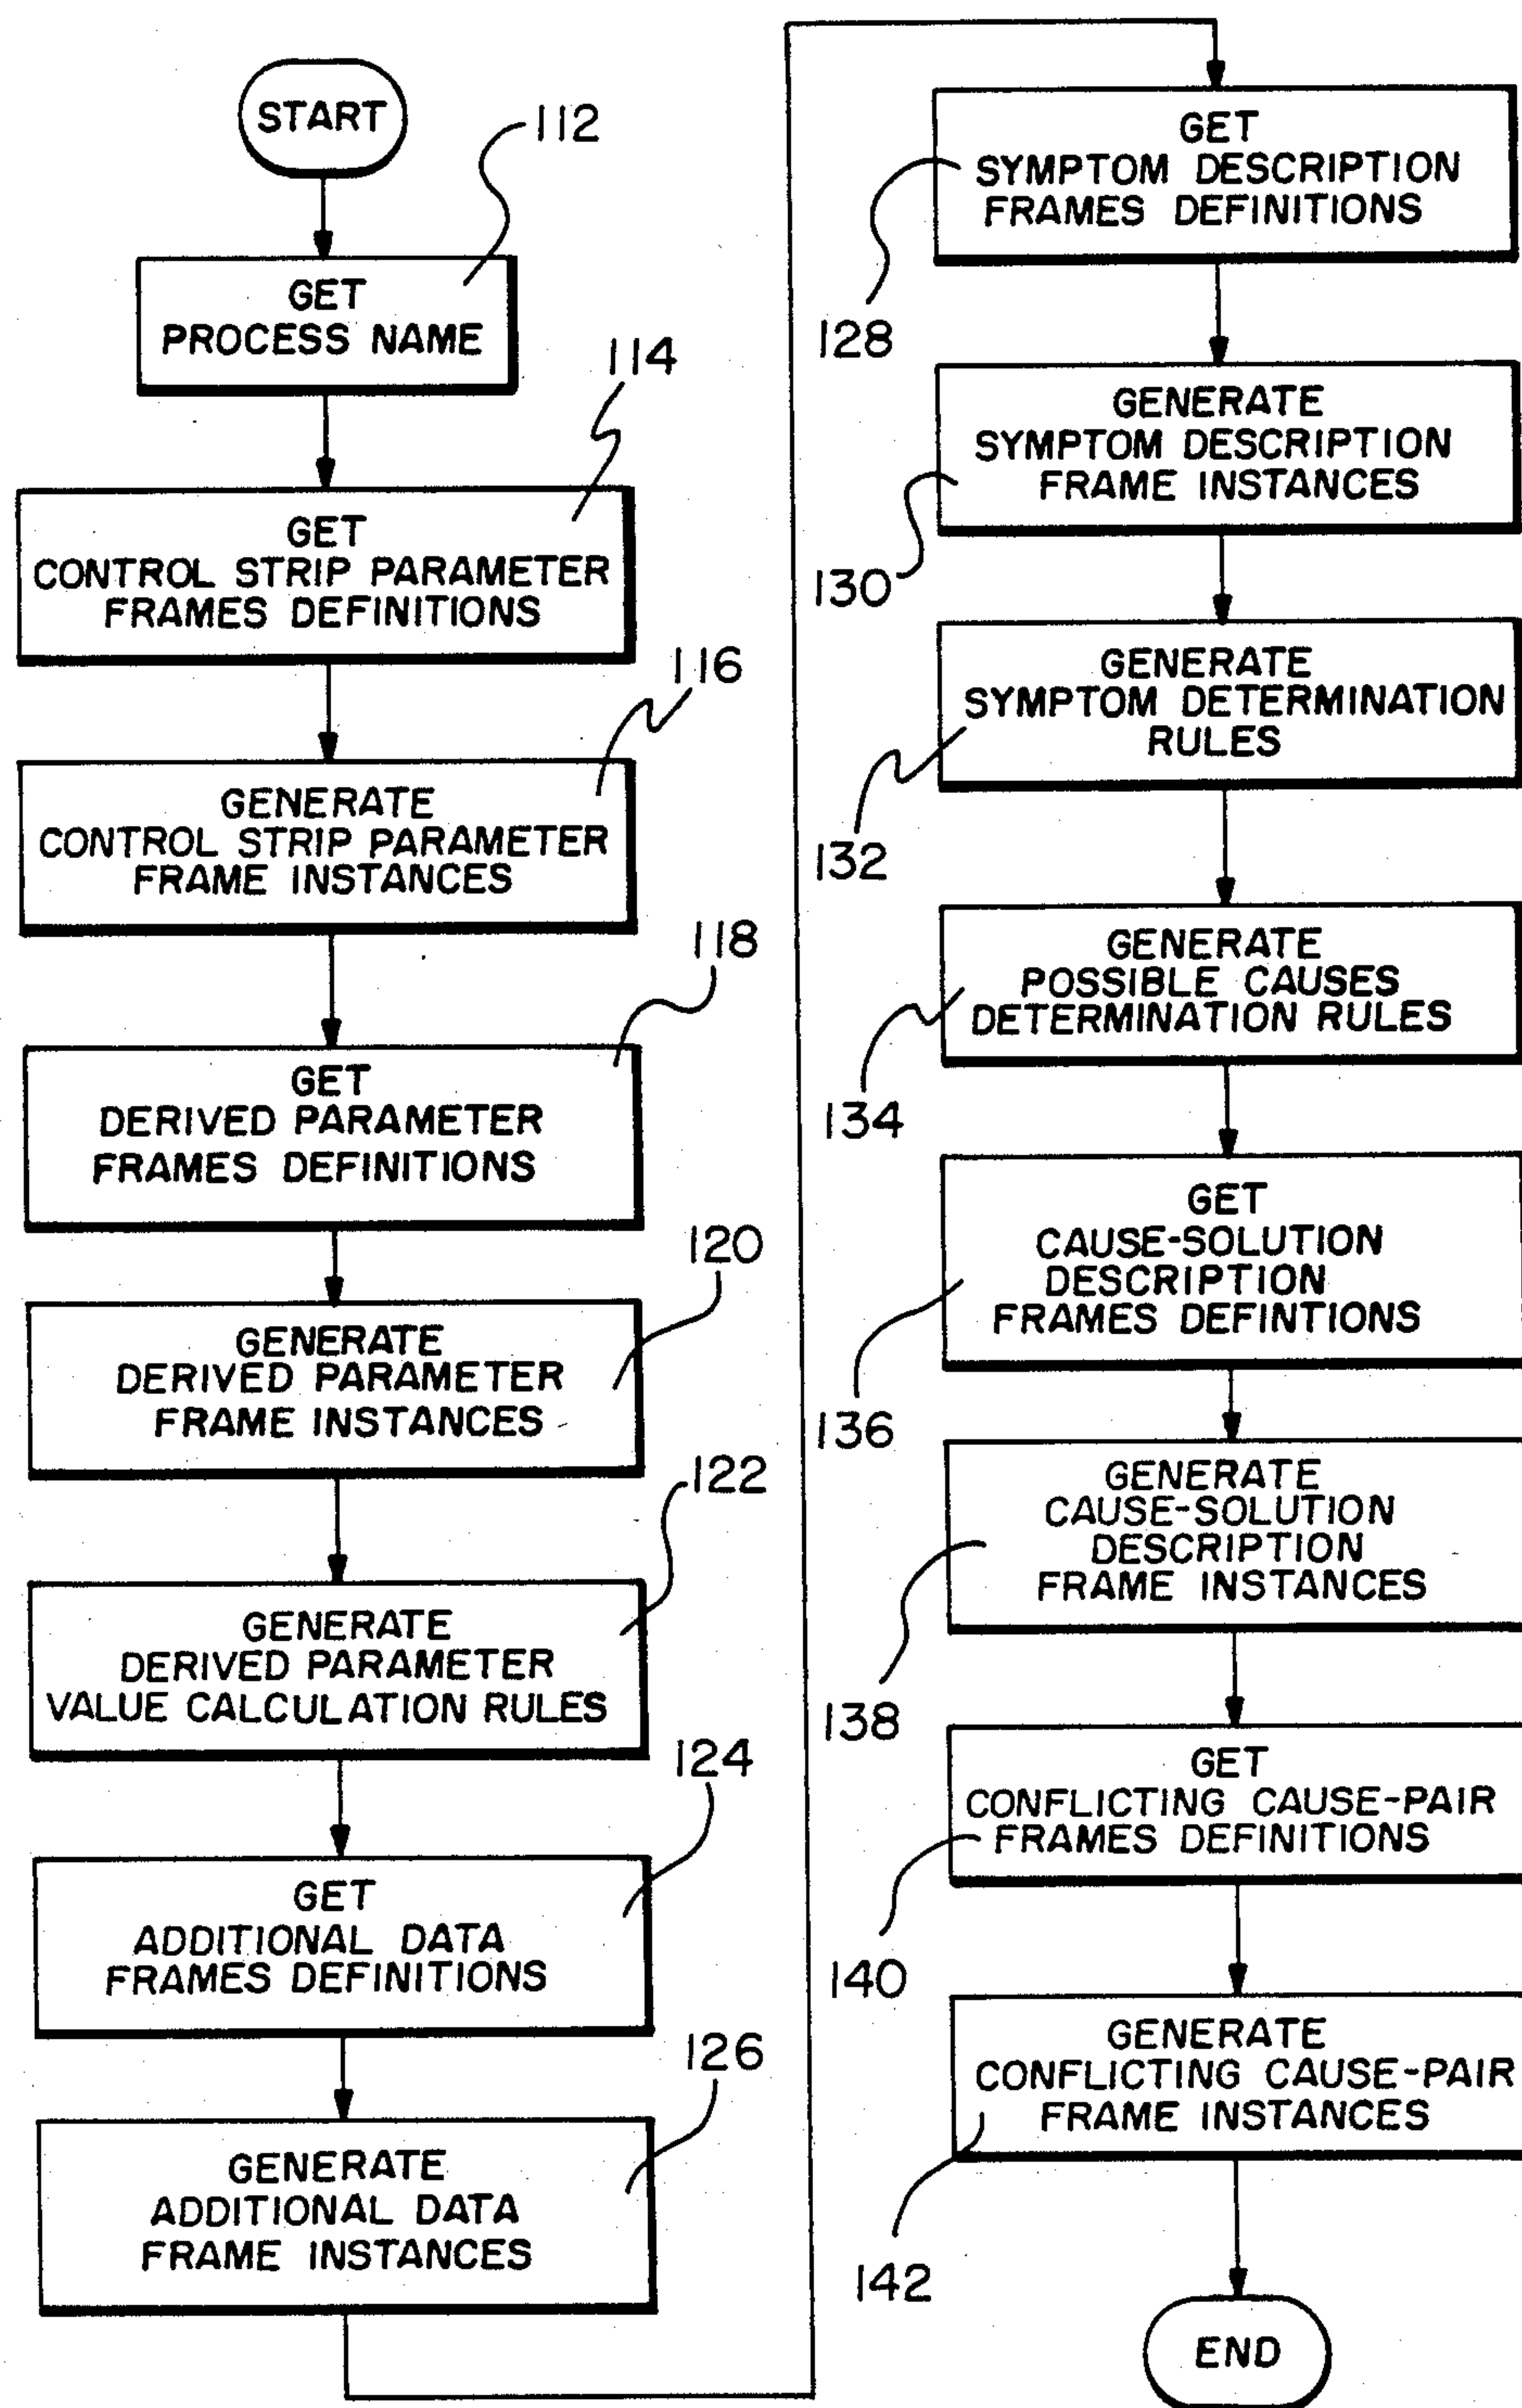 START
112
GET
PROCESS NAME
114
GET
CONTROL STRIP PARAMETER
FRAMES DEFINITIONS
116
GENERATE
CONTROL STRIP PARAMETER
FRAME INSTANCES
118
GET
DERIVED PARAMETER
FRAMES DEFINITIONS
120
GENERATE
DERIVED PARAMETER
FRAME INSTANCES
122
GENERATE
DERIVED PARAMETER
VALUE CALCULATION RULES
124
GET
ADDITIONAL DATA
FRAMES DEFINITIONS
126
GENERATE
ADDITIONAL DATA
FRAME INSTANCES
GET
SYMPTOM DESCRIPTION
FRAMES DEFINITIONS
128
GENERATE
SYMPTOM DESCRIPTION
FRAME INSTANCES
130
GENERATE
SYMPTOM DETERMINATION
RULES
132
GENERATE
POSSIBLE CAUSES
DETERMINATION RULES
134
GET
CAUSE-SOLUTION
DESCRIPTION
FRAMES DEFINTIONS
136
GENERATE
CAUSE-SOLUTION
DESCRIPTION
FRAME INSTANCES
138
GET
CONFLICTING CAUSE-PAIR
FRAMES DEFINITIONS
140
GENERATE
CONFLICTING CAUSE-PAIR
FRAME INSTANCES
142
END